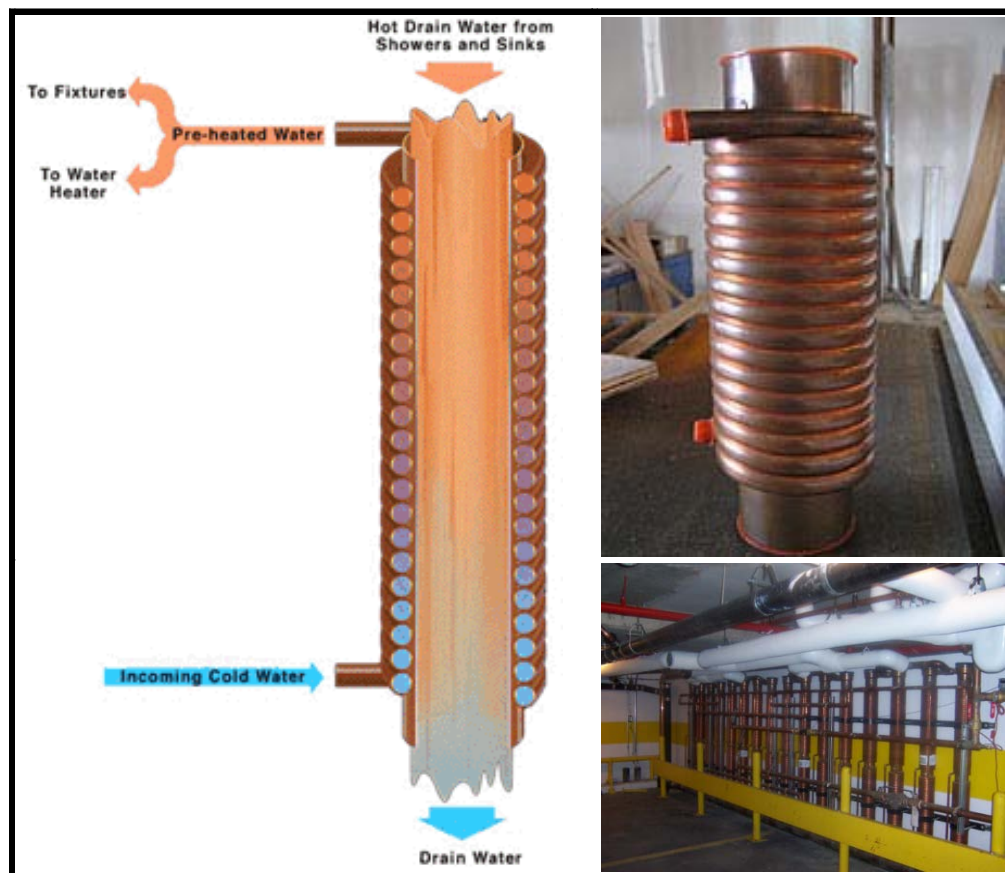 Hot Drain Water from
Showers and Sinks
To Fixtures
Pre-heated Water
To Water
Heater
Incoming Cold Water
Drain Water